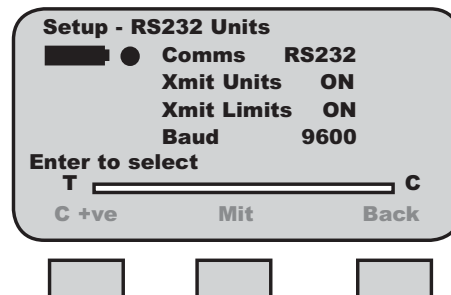 Setup - RS232 Units
Comms RS232
Xmit Units ON
Xmit Limits ON
Baud 9600
Enter to select
T C
C +ve Mit Back